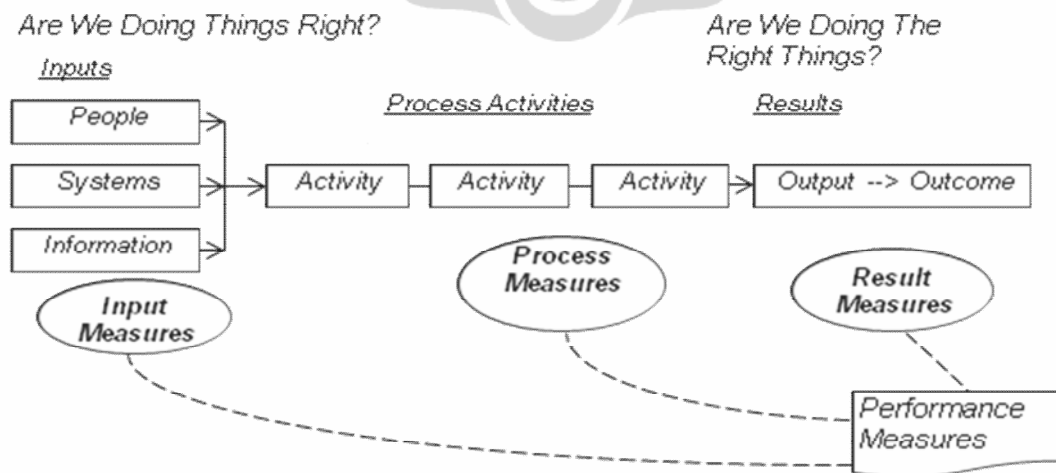 Are We Doing Things Right?
Are We Doing The
Right Things?
Inputs
Process Activities
Results
People
Systems
Information
Activity
Activity
Activity
Output --> Outcome
Input
Measures
Process
Measures
Result
Measures
Performance
Measures